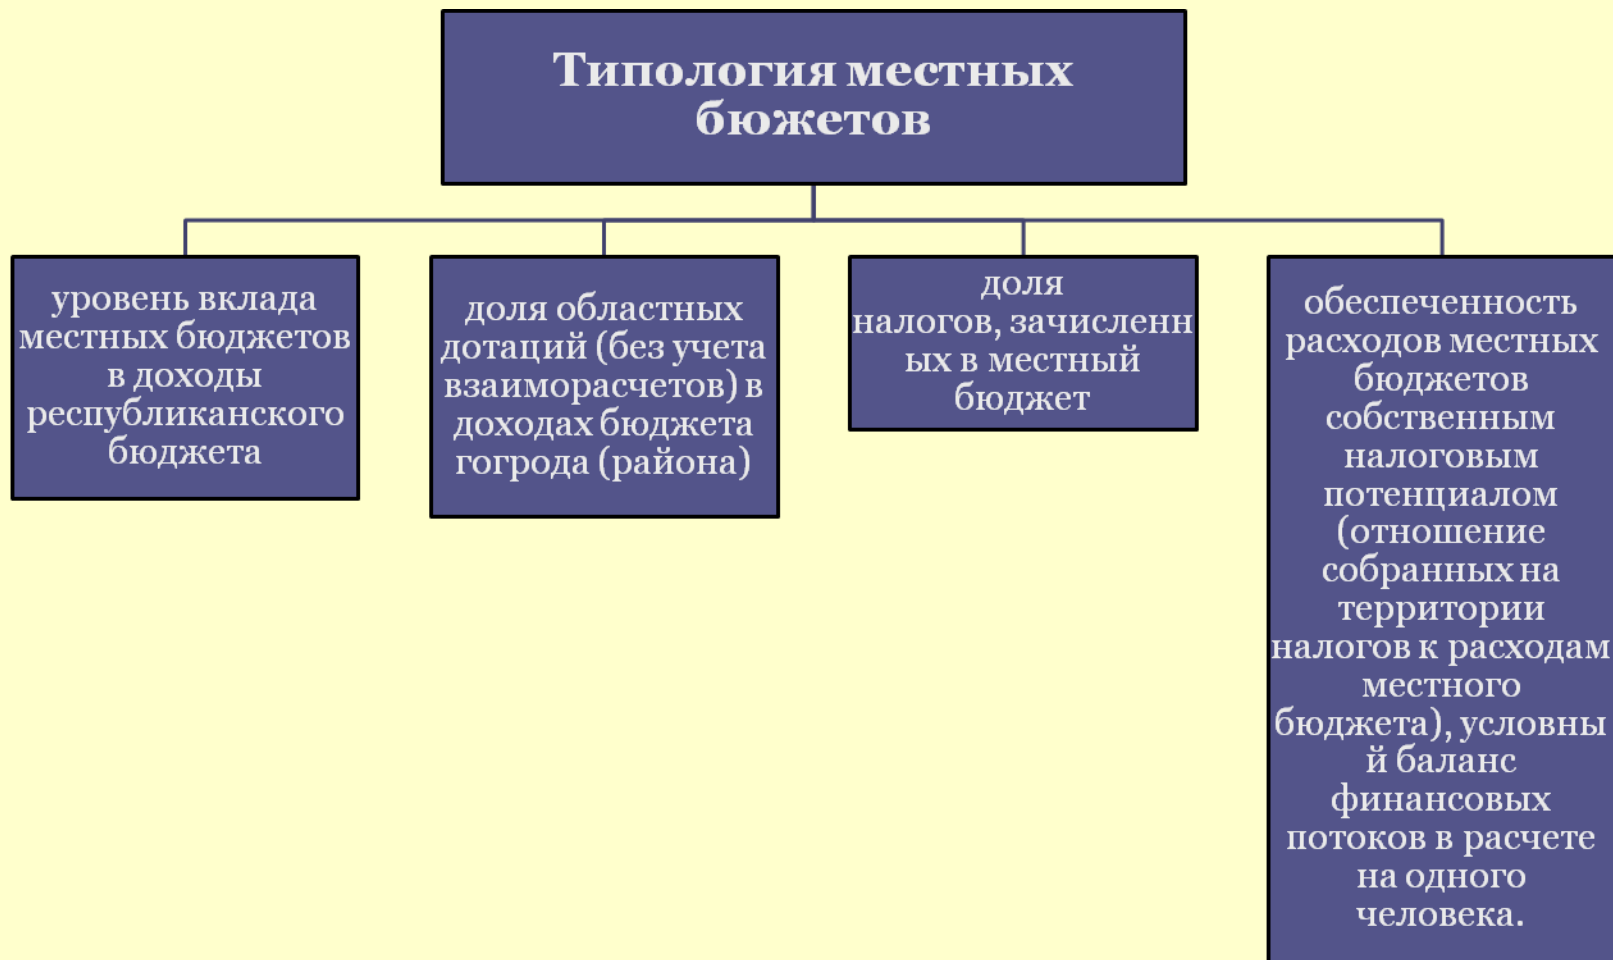 Типология местных
бюжетов
уровень вклада
местных бюджетов
в доходы
республиканского
бюджета
доля областных
дотаций (без учета
взаиморасчетов) в
доходах бюджета
гогрода (района)
доля
налогов, зачисленн
ых в местный
бюджет
обеспеченность
расходов местных
бюджетов
собственным
налоговым
потенциалом
(отношение
собранных на
территории
налогов к расходам
местного
бюджета), условны
й баланс
финансовых
потоков в расчете
на одного
человека.